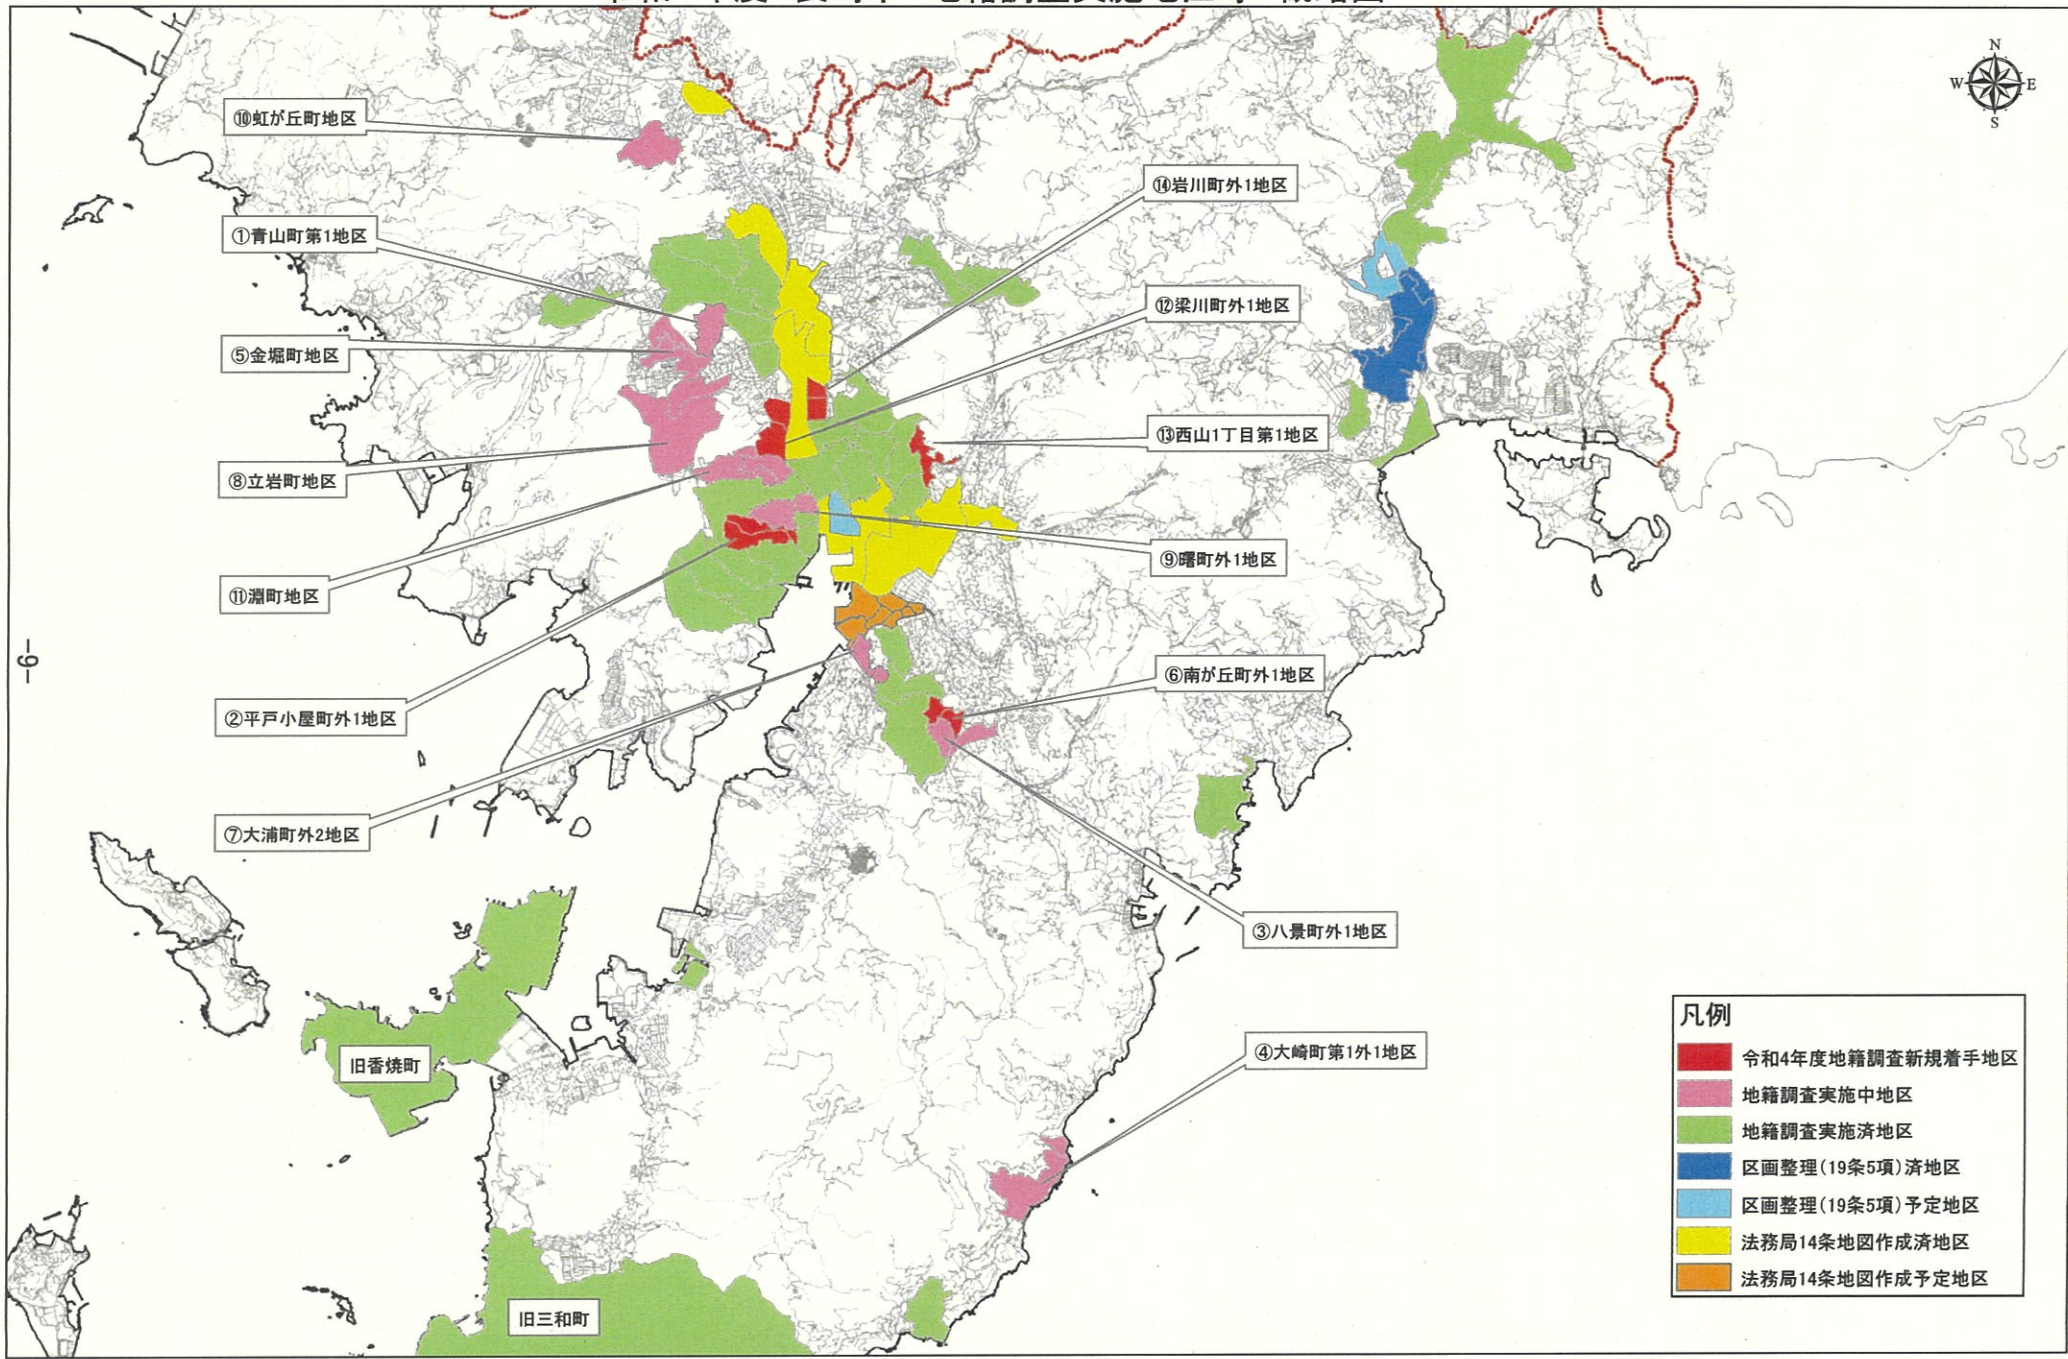 N
W
E
S
⑩虹が丘町地区
⑭岩川町外1地区
①青山町第1地区
⑫梁川町外1地区
⑤金堀町地区
⑬西山1丁目第1地区
⑧立岩町地区
⑨曙町外1地区
⑪淵町地区
⑥南が丘町外1地区
②平戸小屋町外1地区
⑦大浦町外2地区
③八景町外1地区
旧香焼町
④大崎町第1外1地区
旧三和町
凡例
令和4年度地籍調査新規着手地区
地籍調査実施中地区
地籍調査実施済地区
区画整理(19条5項)済地区
区画整理(19条5項)予定地区
法務局14条地図作成済地区
法務局14条地図作成予定地区
-9-